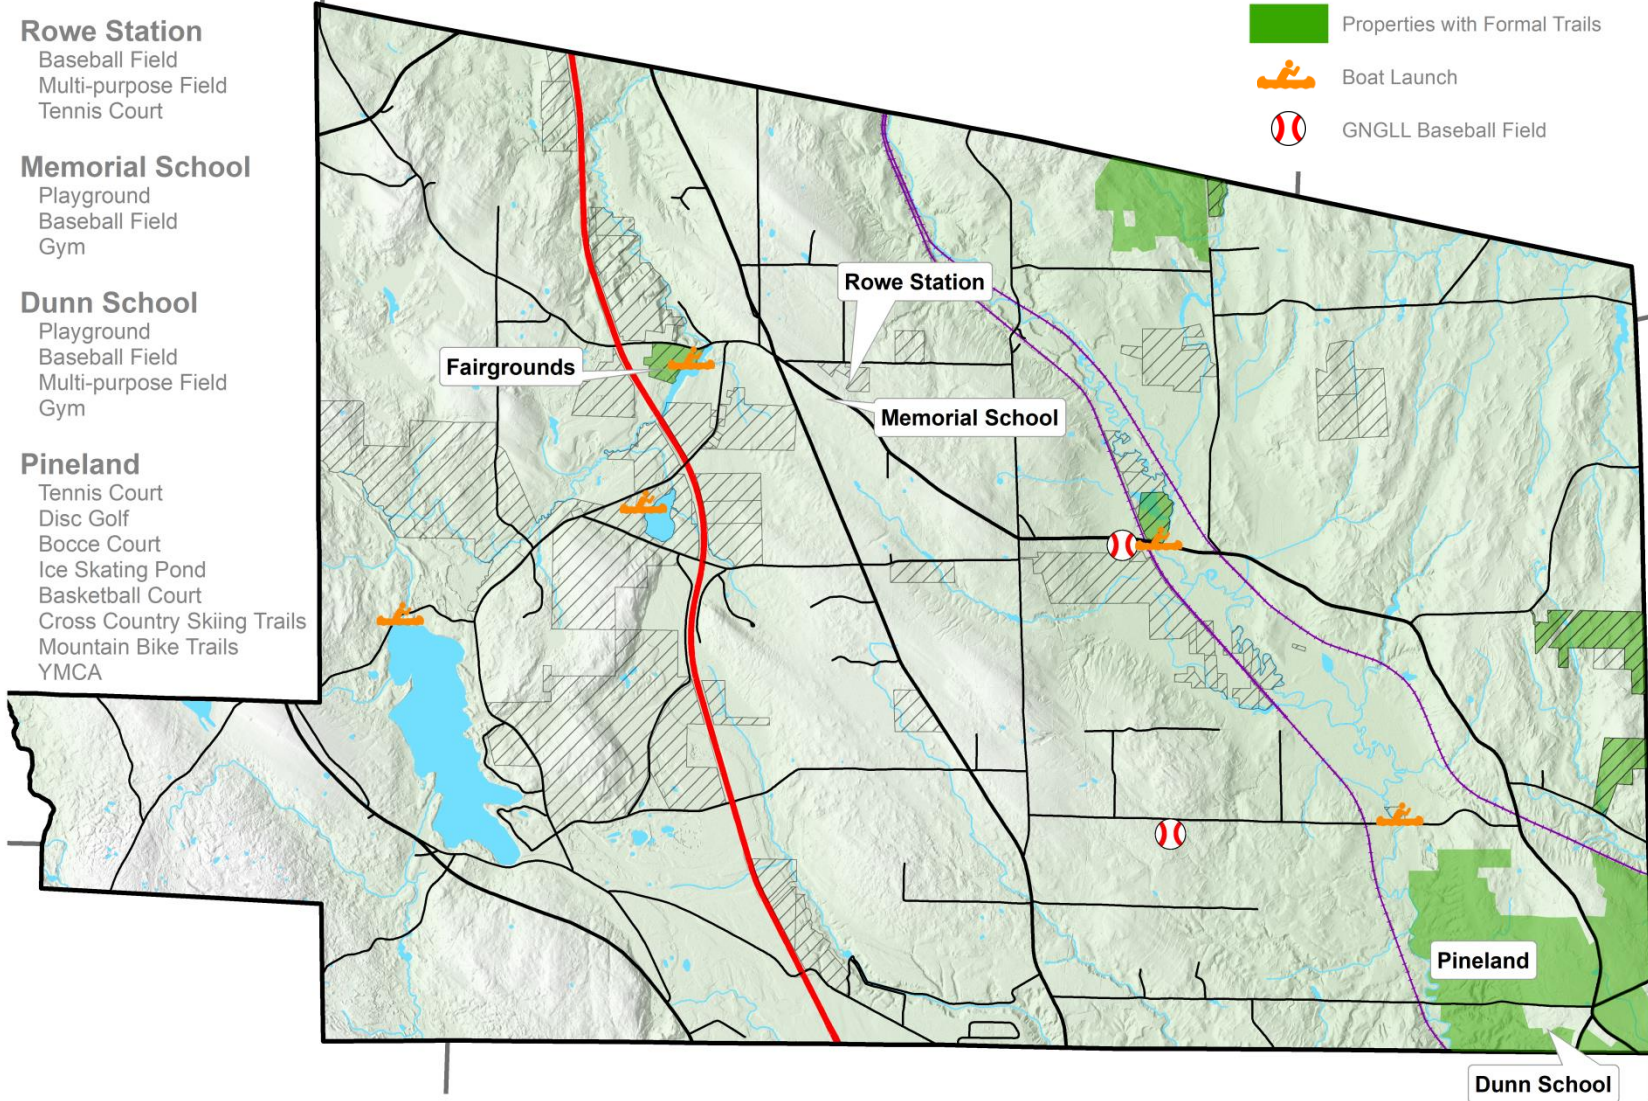 Rowe Station
Baseball Field
Multi-purpose Field
Tennis Court
Memorial School
Playground
Baseball Field
Gym
Dunn School
Playground
Baseball Field
Multi-purpose Field
Gym
Pineland
Tennis Court
Disc Golf
Bocce Court
Ice Skating Pond
Basketball Court
Cross Country Skiing Trails
Mountain Bike Trails
YMCA
Properties with Formal Trails
Boat Launch
GNGLL Baseball Field
Rowe Station
Fairgrounds
Memorial School
Pineland
Dunn School